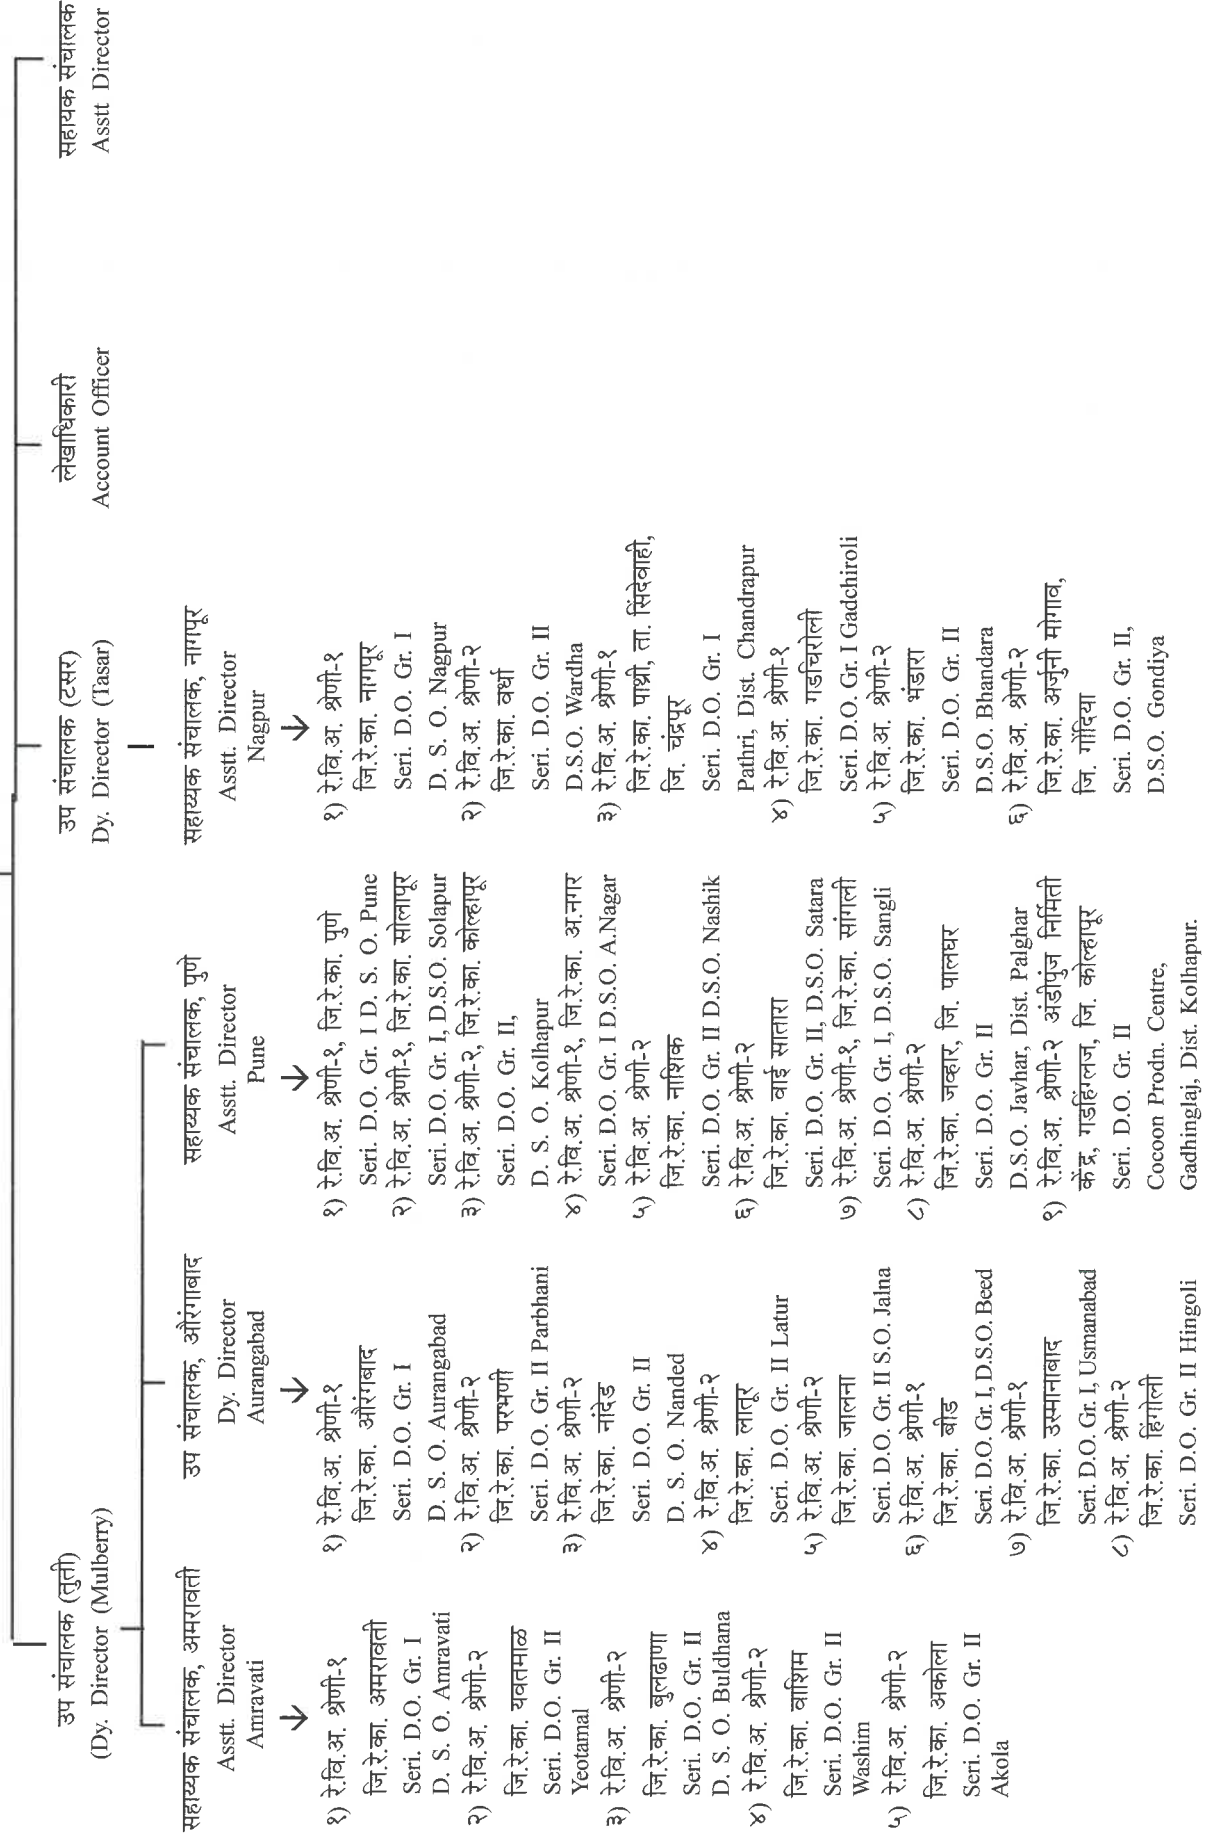 उप संचालक (तुती)
(Dy. Director (Mulberry)
उप संचालक (टसर)
Dy. Director (Tasar)
लेखाधिकारी
Account Officer
सहायक संचालक
Asstt Director
सहाय्यक संचालक, अमरावती
Asstt. Director
Amravati
१) रे.वि.अ. श्रेणी-१
जि.रे.का. अमरावती
Seri. D.O. Gr. I
D. S. O. Amravati
२) रे.वि.अ. श्रेणी-२
जि.रे.का. यवतमाळ
Seri. D.O. Gr. II
Yeotamal
३) रे.वि.अ. श्रेणी-२
जि.रे.का. बुलढाणा
Seri. D.O. Gr. II
D. S. O. Buldhana
४) रे.वि.अ. श्रेणी-२
जि.रे.का. वाशिम
Seri. D.O. Gr. II
Washim
५) रे.वि.अ. श्रेणी-२
जि.रे.का. अकोला
Seri. D.O. Gr. II
Akola
उप संचालक, औरंगाबाद
Dy. Director
Aurangabad
१) रे.वि.अ. श्रेणी-१
जि.रे.का. औरंगबाद
Seri. D.O. Gr. I
D. S. O. Aurangabad
२) रे.वि.अ. श्रेणी-२
जि.रे.का. परभणी
Seri. D.O. Gr. II Parbhani
३) रे.वि.अ. श्रेणी-२
जि.रे.का. नांदेड
Seri. D.O. Gr. II
D. S. O. Nanded
४) रे.वि.अ. श्रेणी-२
जि.रे.का. लातूर
Seri. D.O. Gr. II Latur
५) रे.वि.अ. श्रेणी-२
जि.रे.का. जालना
Seri. D.O. Gr. II S.O. Jalna
६) रे.वि.अ. श्रेणी-१
जि.रे.का. बीड
Seri. D.O. Gr. I, D.S.O. Beed
७) रे.वि.अ. श्रेणी-१
जि.रे.का. उस्मानाबाद
Seri. D.O. Gr. I, Usmanabad
८) रे.वि.अ. श्रेणी-२
जि.रे.का. हिंगोली
Seri. D.O. Gr. II Hingoli
सहाय्यक संचालक, पुणे
Asstt. Director
Pune
१) रे.वि.अ. श्रेणी-१, जि.रे.का. पुणे
Seri. D.O. Gr. I D. S. O. Pune
२) रे.वि.अ. श्रेणी-१, जि.रे.का. सोलापूर
Seri. D.O. Gr. I, D.S.O. Solapur
३) रे.वि.अ. श्रेणी-२, जि.रे.का. कोल्हापूर
Seri. D.O. Gr. II,
D. S. O. Kolhapur
४) रे.वि.अ. श्रेणी-१, जि.रे.का. अ.नगर
Seri. D.O. Gr. I D.S.O. A.Nagar
५) रे.वि.अ. श्रेणी-२
जि.रे.का. नाशिक
Seri. D.O. Gr. II D.S.O. Nashik
६) रे.वि.अ. श्रेणी-२
जि.रे.का. वाई सातारा
Seri. D.O. Gr. II, D.S.O. Satara
७) रे.वि.अ. श्रेणी-१, जि.रे.का. सांगली
Seri. D.O. Gr. I, D.S.O. Sangli
८) रे.वि.अ. श्रेणी-२
जि.रे.का. जव्हार, जि. पालघर
Seri. D.O. Gr. II
D.S.O. Javhar, Dist. Palghar
९) रे.वि.अ. श्रेणी-२ अंडीपुंज निर्मिती
केंद्र, गडहिंग्लज, जि. कोल्हापूर
Seri. D.O. Gr. II
Cocoon Prodn. Centre,
Gadhinglaj, Dist. Kolhapur.
सहाय्यक संचालक, नागपूर
Asstt. Director
Nagpur
१) रे.वि.अ. श्रेणी-१
जि.रे.का. नागपूर
Seri. D.O. Gr. I
D. S. O. Nagpur
२) रे.वि.अ. श्रेणी-२
जि.रे.का. वर्धा
Seri. D.O. Gr. II
D.S.O. Wardha
३) रे.वि.अ. श्रेणी-१
जि.रे.का. पाथ्री, ता. सिंदेवाही,
जि. चंद्रपूर
Seri. D.O. Gr. I
Pathri, Dist. Chandrapur
४) रे.वि.अ. श्रेणी-१
जि.रे.का. गडचिरोली
Seri. D.O. Gr. I Gadchiroli
५) रे.वि.अ. श्रेणी-२
जि.रे.का. भंडारा
Seri. D.O. Gr. II
D.S.O. Bhandara
६) रे.वि.अ. श्रेणी-२
जि.रे.का. अर्जुनी मोगाव,
जि. गोंदिया
Seri. D.O. Gr. II,
D.S.O. Gondiya